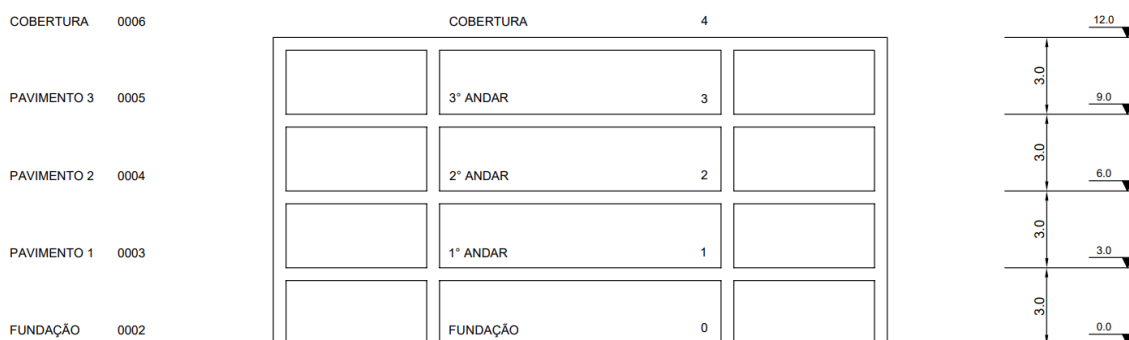 COBERTURA 0006 COBERTURA 4 12.0
3.0
PAVIMENTO 3 0005 3° ANDAR 3 9.0
3.0
PAVIMENTO 2 0004 2° ANDAR 2 6.0
3.0
PAVIMENTO 1 0003 1° ANDAR 1 3.0
3.0
FUNDAÇÃO 0002 FUNDAÇÃO 0 0.0